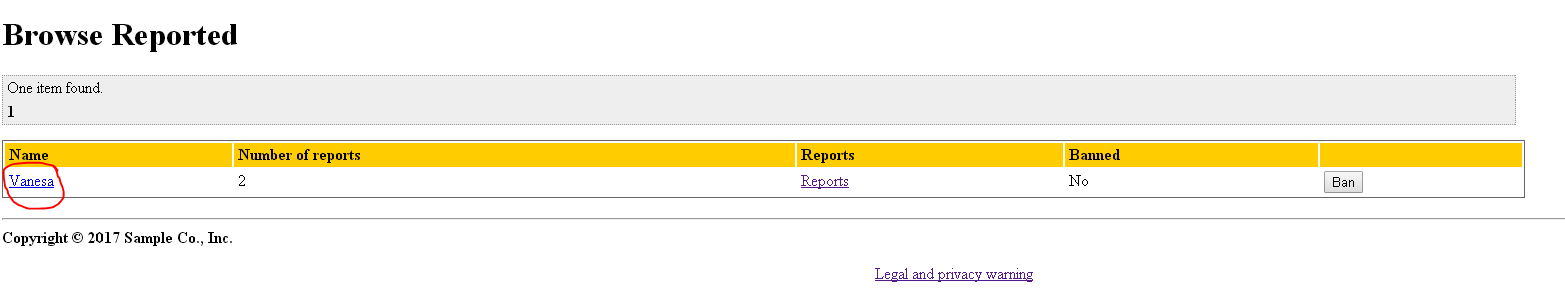 Browse Reported
One item found.
1
Name Number of reports Reports Banned
Vanesa 2 Reports No Ban
Copyright © 2017 Sample Co., Inc.
Legal and privacy warning